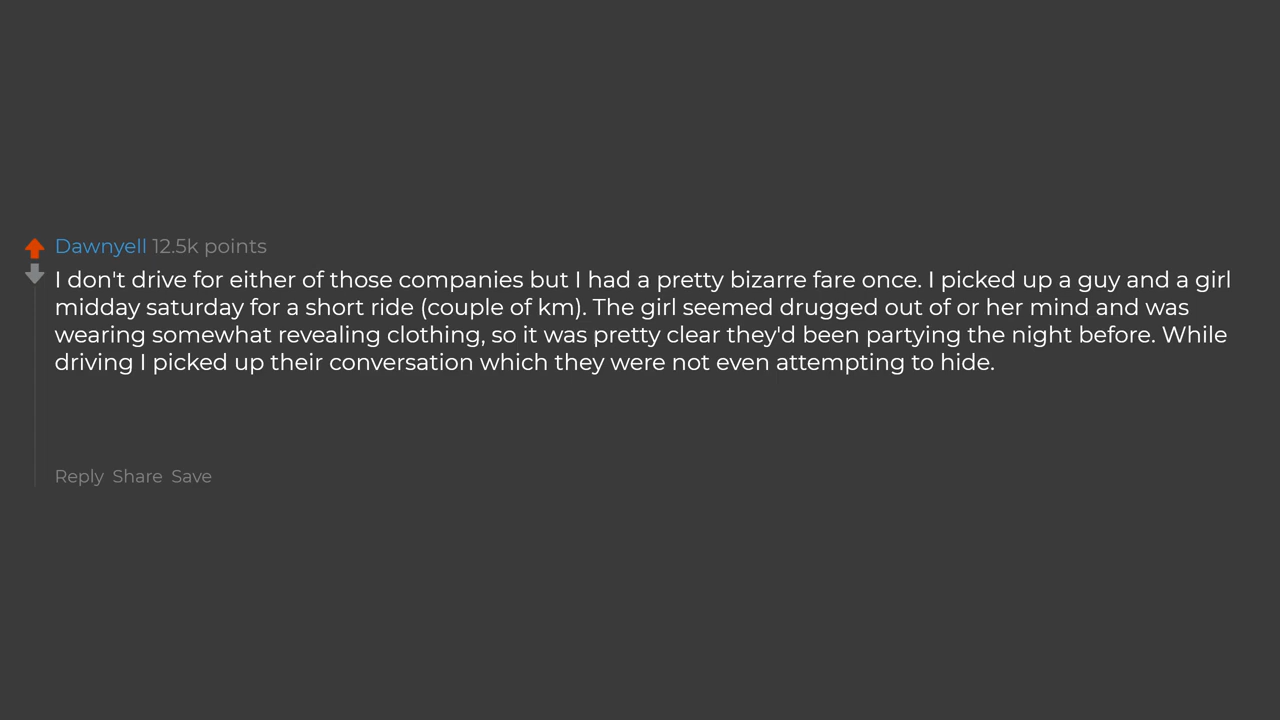 Dawnyell 12.5k points
I don't drive for either of those companies but I had a pretty bizarre fare once. I picked up a guy and a girl
midday saturday for a short ride (couple of km). The girl seemed drugged out of or her mind and was
wearing somewhat revealing clothing, so it was pretty clear they'd been partying the night before. While
driving I picked up their conversation which they were not even attempting to hide.
Reply Share Save